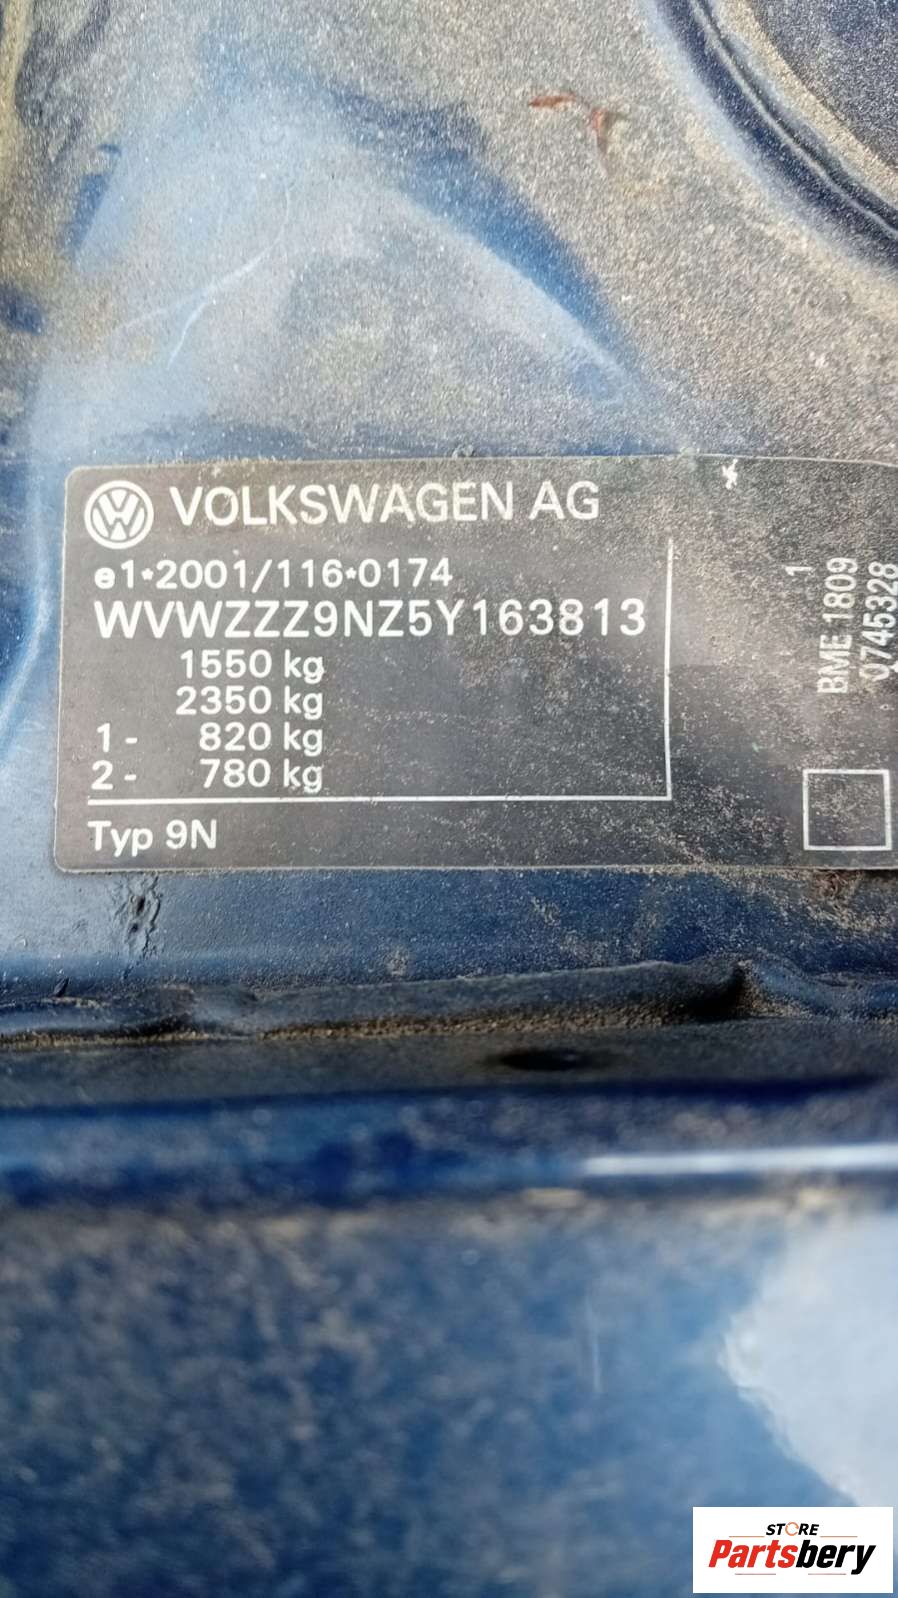 VOLKSWAGEN AG
e1*2001/116*0174
WVWZZZ9NZ5Y163813
1550 kg
2350 kg
1- 820 kg
2- 780 kg
Typ 9N
1
BME 1809
0745328
STORE
Partsbery